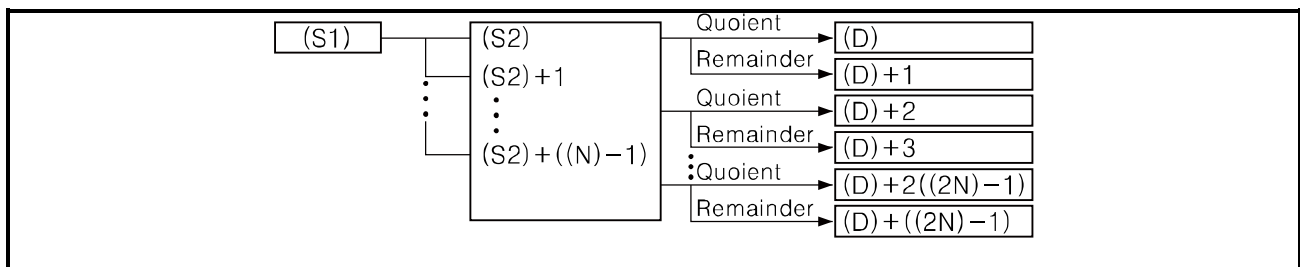 (S1)
(S2)
(S2)+1
(S2)+((N)-1)
Quoient
(D)
Remainder
(D)+1
Quoient
(D)+2
Remainder
(D)+3
Quoient
(D)+2((2N)-1)
Remainder
(D)+((2N)-1)